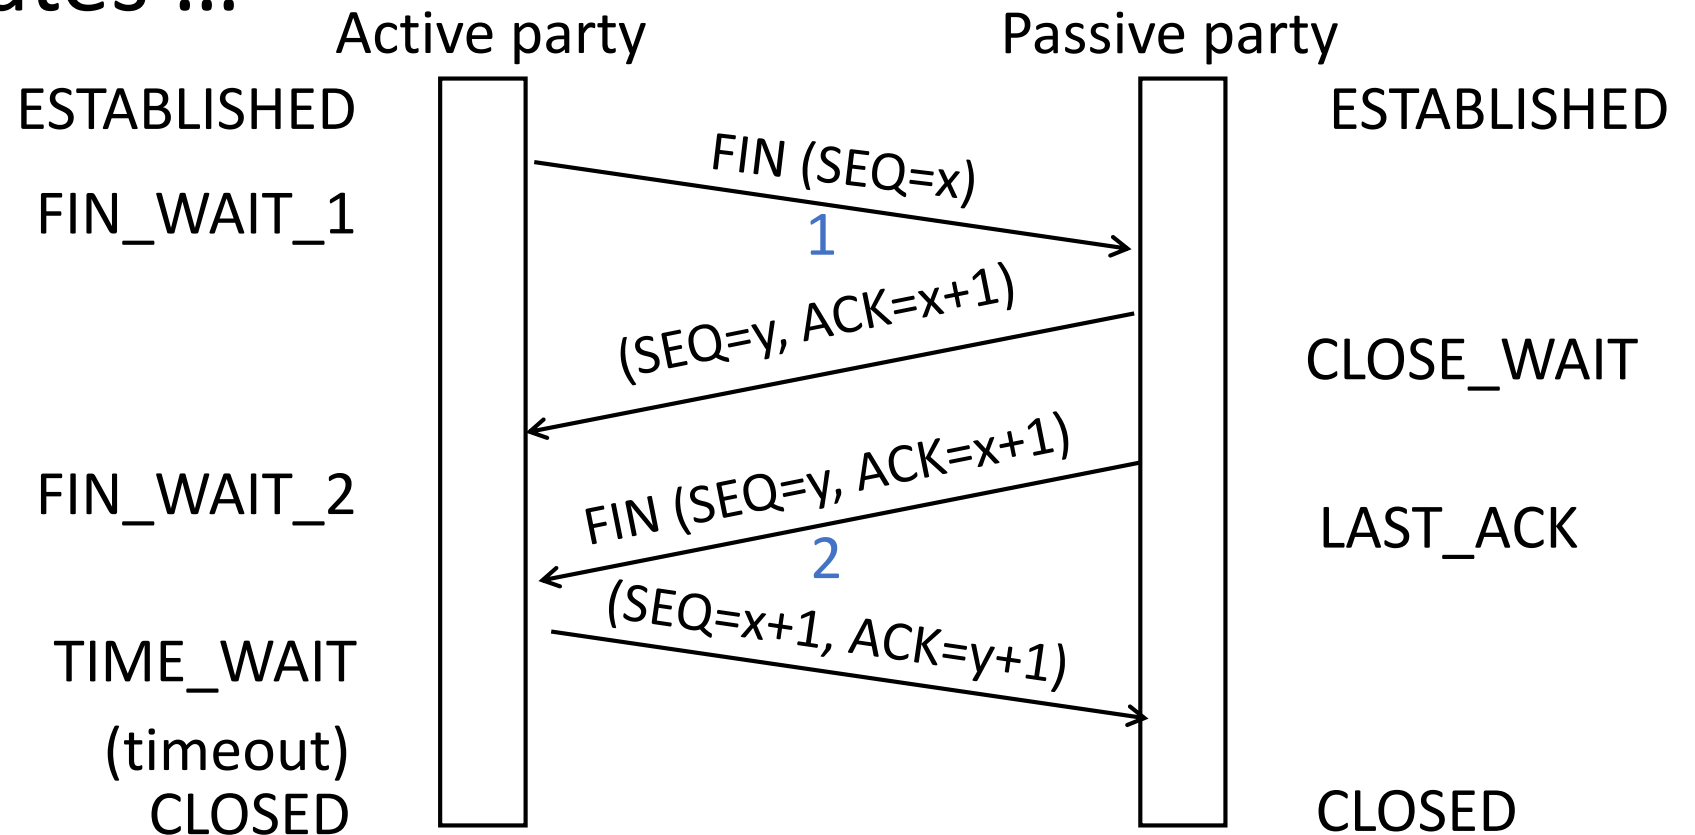 Active party
Passive party
ESTABLISHED
ESTABLISHED
FIN (SEQ=x)
FIN_WAIT_1
1
(SEQ=y, ACK=x+1)
CLOSE_WAIT
FIN (SEQ=y, ACK=x+1)
FIN_WAIT_2
LAST_ACK
2
(SEQ=x+1, ACK=y+1)
TIME_WAIT
(timeout)
CLOSED
CLOSED